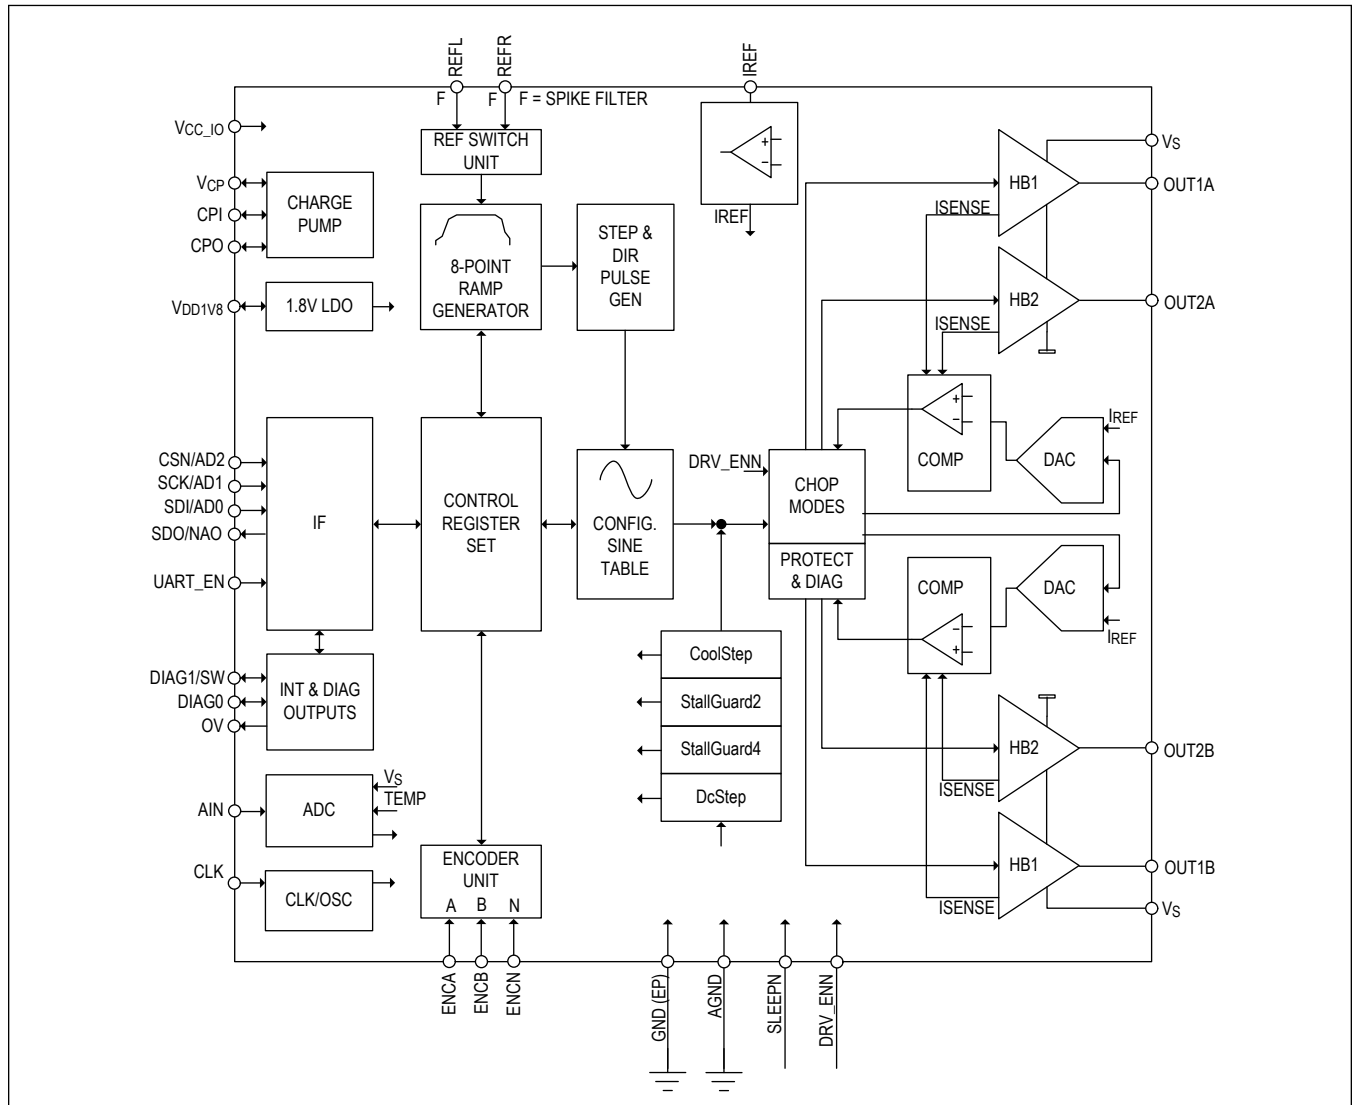 REFL
REFR
IREF
F
F
F = SPIKE FILTER
VCC_IO
REF SWITCH
UNIT
VS
VCP
CPI
CPO
CHARGE
PUMP
IREF
HB1
OUT1A
ISENSE
8-POINT
RAMP
GENERATOR
STEP &
DIR
PULSE
GEN
VDD1V8
1.8V LDO
HB2
OUT2A
ISENSE
COMP
DAC
IREF
CSN/AD2
SCK/AD1
SDI/AD0
SDO/NAO
UART_EN
IF
CONTROL
REGISTER
SET
CONFIG.
SINE
TABLE
DRV_ENN
CHOP
MODES
PROTECT
& DIAG
COMP
DAC
IREF
DIAG1/SW
DIAG0
OV
INT & DIAG
OUTPUTS
CoolStep
StallGuard2
StallGuard4
DcStep
HB2
OUT2B
ISENSE
AIN
ADC
VS
TEMP
CLK
CLK/OSC
ENCODER
UNIT
A B N
HB1
OUT1B
ISENSE
VS
ENCA
ENCB
ENCN
GND (EP)
AGND
SLEEPN
DRV_ENN